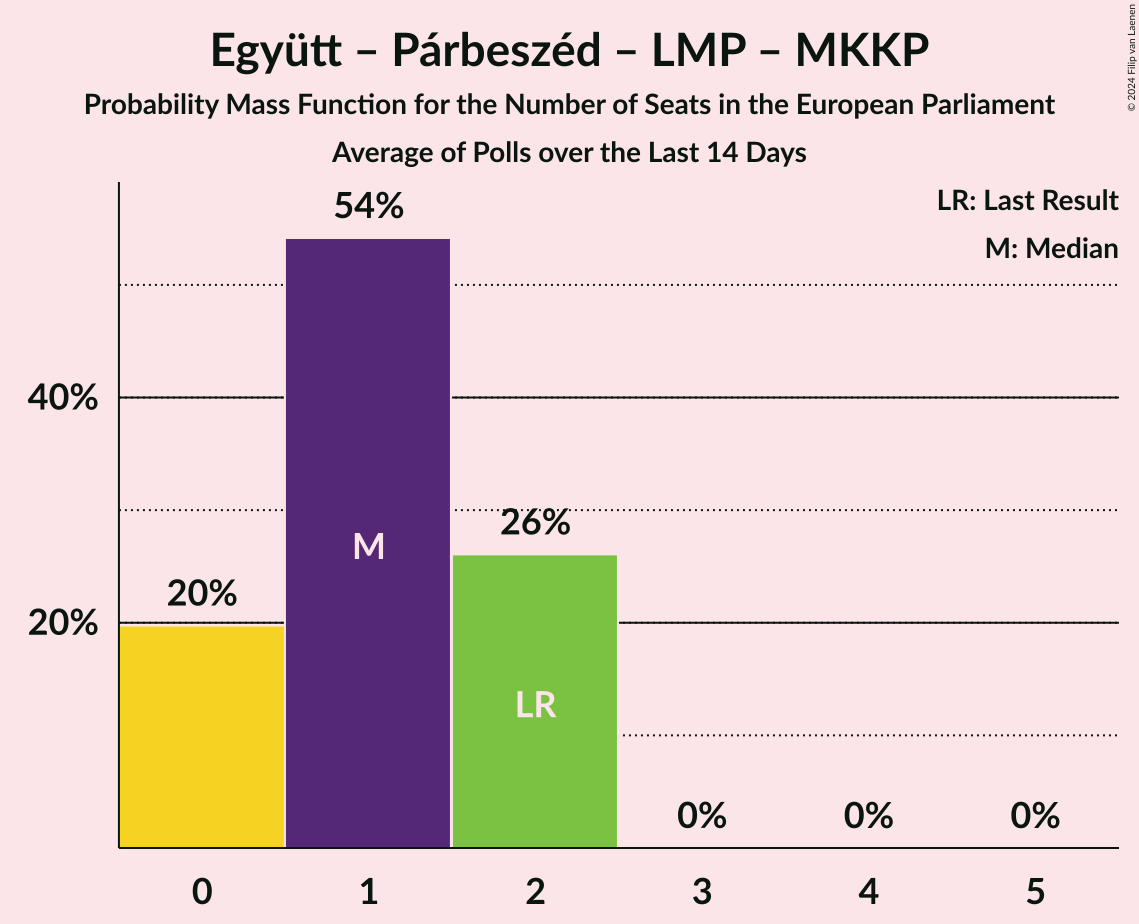 Együtt – Párbeszéd – LMP – MKKP
Probability Mass Function for the Number of Seats in the European Parliament
Average of Polls over the Last 14 Days
© 2024 Filip van Laenen
LR: Last Result
M: Median
54%
40%
M
26%
20%
20%
LR
0%
0%
0%
0
1
2
3
4
5